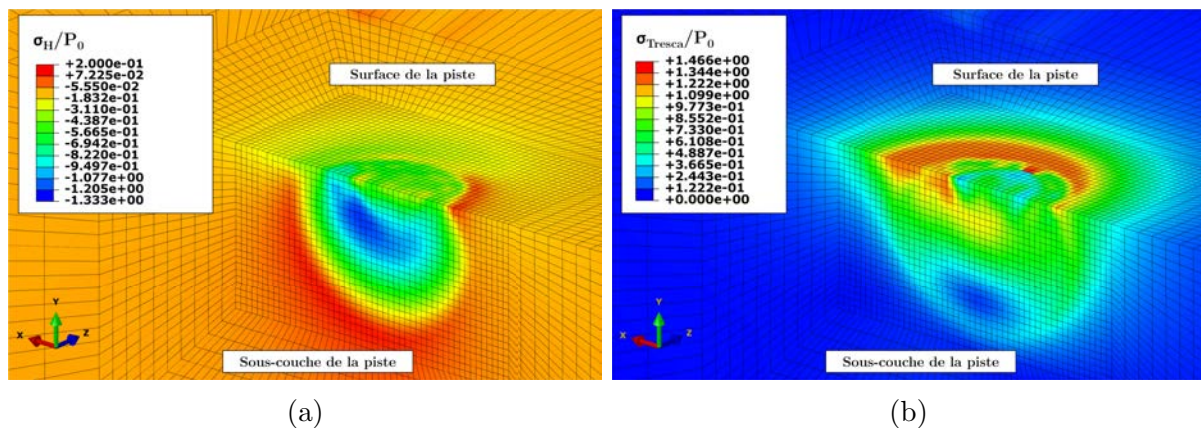 σ_H/P_0
+2.000e-01
+7.225e-02
-5.550e-02
-1.832e-01
-3.110e-01
-4.387e-01
-5.665e-01
-6.942e-01
-8.220e-01
-9.497e-01
-1.077e+00
-1.205e+00
-1.333e+00
Surface de la piste
Sous-couche de la piste
Y
X
Z
(a)
σ_Tresca/P_0
+1.466e+00
+1.344e+00
+1.222e+00
+1.099e+00
+9.773e-01
+8.552e-01
+7.330e-01
+6.108e-01
+4.887e-01
+3.665e-01
+2.443e-01
+1.222e-01
+0.000e+00
Surface de la piste
Sous-couche de la piste
Y
X
Z
(b)